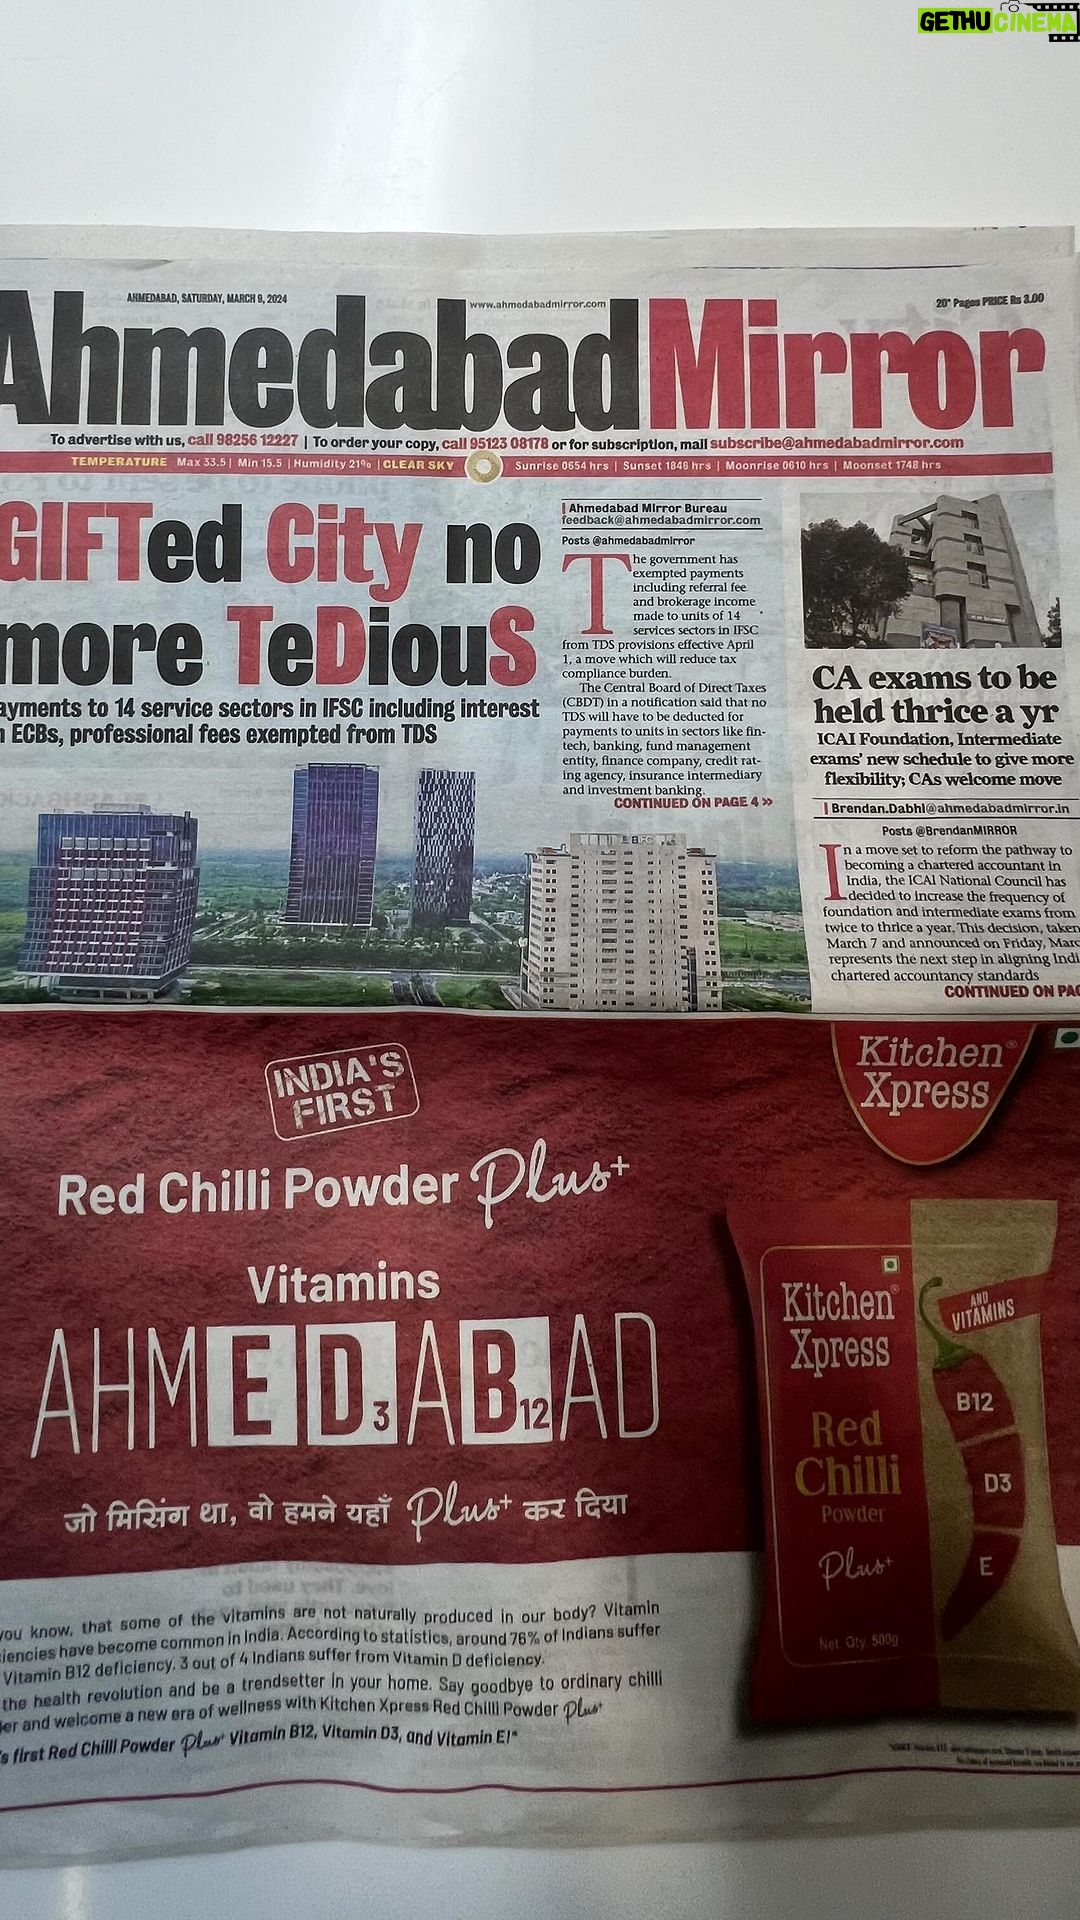 GETHUCINEMA
AHMEDABAD, SATURDAY, MARCH 9, 2024
www.ahmedabadmirror.com
20* Pages PRICE Rs 3.00
AhmedabadMirror
To advertise with us, call 98256 12227 | To order your copy, call 95123 08178 or for subscription, mail subscribe@ahmedabadmirror.com
TEMPERATURE Max 33.5 | Min 15.5 | Humidity 21% | CLEAR SKY Sunrise 0654 hrs | Sunset 1846 hrs | Moonrise 0610 hrs | Moonset 1748 hrs
GIFTed City no
more TeDiouS
ayments to 14 service sectors in IFSC including interest
n ECBs, professional fees exempted from TDS
Ahmedabad Mirror Bureau
feedback@ahmedabadmirror.com
Posts @ahmedabadmirror
The government has
exempted payments
including referral fee
and brokerage income
made to units of 14
services sectors in IFSC
from TDS provisions effective April
1, a move which will reduce tax
compliance burden.
The Central Board of Direct Taxes
(CBDT) in a notification said that no
TDS will have to be deducted for
payments to units in sectors like fin-
tech, banking, fund management
entity, finance company, credit rat-
ing agency, insurance intermediary
and investment banking.
CONTINUED ON PAGE 4 »
CA exams to be
held thrice a yr
ICAI Foundation, Intermediate
exams' new schedule to give more
flexibility; CAs welcome move
Brendan.Dabhi@ahmedabadmirror.in
Posts @BrendanMIRROR
In a move set to reform the pathway to
becoming a chartered accountant in
India, the ICAI National Council has
decided to increase the frequency of
foundation and intermediate exams from
twice to thrice a year. This decision, taken
March 7 and announced on Friday, Marc
represents the next step in aligning Indi
chartered accountancy standards
CONTINUED ON PAG
INDIA'S
FIRST
Kitchen®
Xpress
Red Chilli Powder Plus+
Vitamins
AHMED3AB12AD
जो मिसिंग था, वो हमने यहाँ Plus+ कर दिया
Kitchen®
Xpress
Red
Chilli
Powder
Plus+
Net. Qty. 500g
AND
VITAMINS
B12
D3
E
you know, that some of the vitamins are not naturally produced in our body? Vitamin
ciencies have become common in India. According to statistics, around 76% of Indians suffer
Vitamin B12 deficiency. 3 out of 4 Indians suffer from Vitamin D deficiency.
the health revolution and be a trendsetter in your home. Say goodbye to ordinary chilli
der and welcome a new era of wellness with Kitchen Xpress Red Chilli Powder Plus+
's first Red Chilli Powder Plus+ Vitamin B12, Vitamin D3, and Vitamin E!*